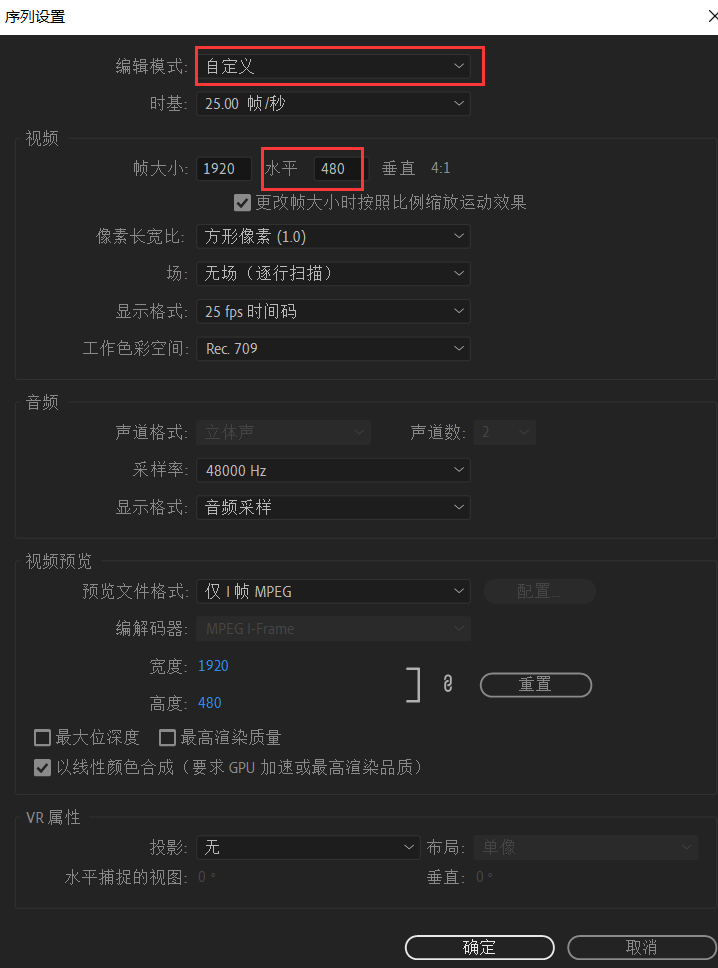 序列设置
编辑模式: 自定义
时基: 25.00 帧/秒
视频
帧大小: 1920 水平 480 垂直 4:1
更改帧大小时按照比例缩放运动效果
像素长宽比: 方形像素 (1.0)
场: 无场（逐行扫描）
显示格式: 25 fps 时间码
工作色彩空间: Rec. 709
音频
声道格式: 立体声 声道数: 2
采样率: 48000 Hz
显示格式: 音频采样
视频预览
预览文件格式: 仅 I 帧 MPEG 配置...
编解码器: MPEG I-Frame
宽度: 1920
重置
高度: 480
最大位深度 最高渲染质量
以线性颜色合成（要求 GPU 加速或最高渲染品质）
VR 属性
投影: 无 布局: 单像
水平捕捉的视图: 0 ° 垂直: 0 °
确定 取消